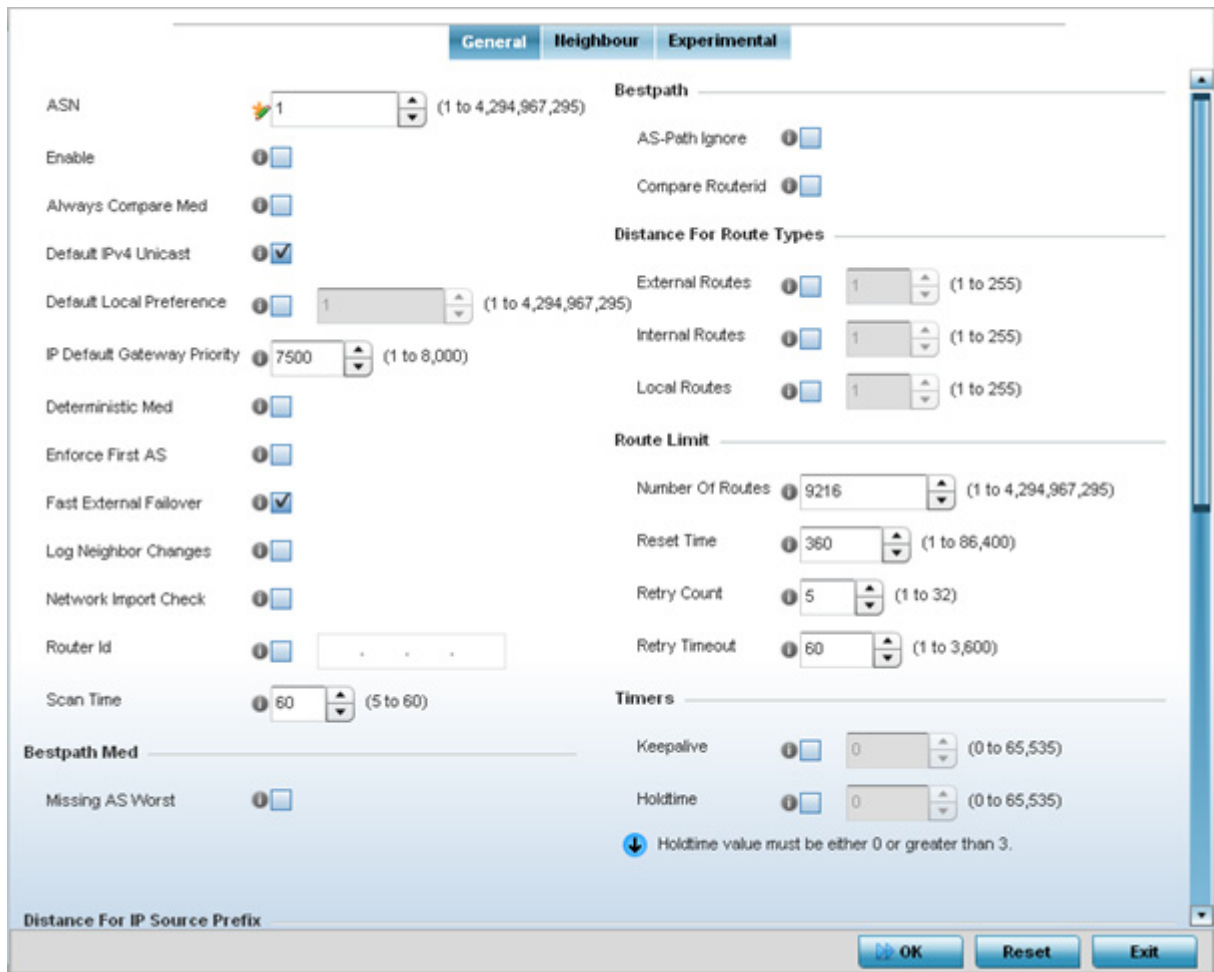 General Neighbour Experimental
ASN 1 (1 to 4,294,967,295)
Enable
Always Compare Med
Default IPv4 Unicast
Default Local Preference 1 (1 to 4,294,967,295)
IP Default Gateway Priority 7500 (1 to 8,000)
Deterministic Med
Enforce First AS
Fast External Failover
Log Neighbor Changes
Network Import Check
Router Id . . .
Scan Time 60 (5 to 60)
Bestpath Med
Missing AS Worst
Bestpath
AS-Path Ignore
Compare Routerid
Distance For Route Types
External Routes 1 (1 to 255)
Internal Routes 1 (1 to 255)
Local Routes 1 (1 to 255)
Route Limit
Number Of Routes 9216 (1 to 4,294,967,295)
Reset Time 360 (1 to 86,400)
Retry Count 5 (1 to 32)
Retry Timeout 60 (1 to 3,600)
Timers
Keepalive 0 (0 to 65,535)
Holdtime 0 (0 to 65,535)
Holdtime value must be either 0 or greater than 3.
Distance For IP Source Prefix
OK Reset Exit